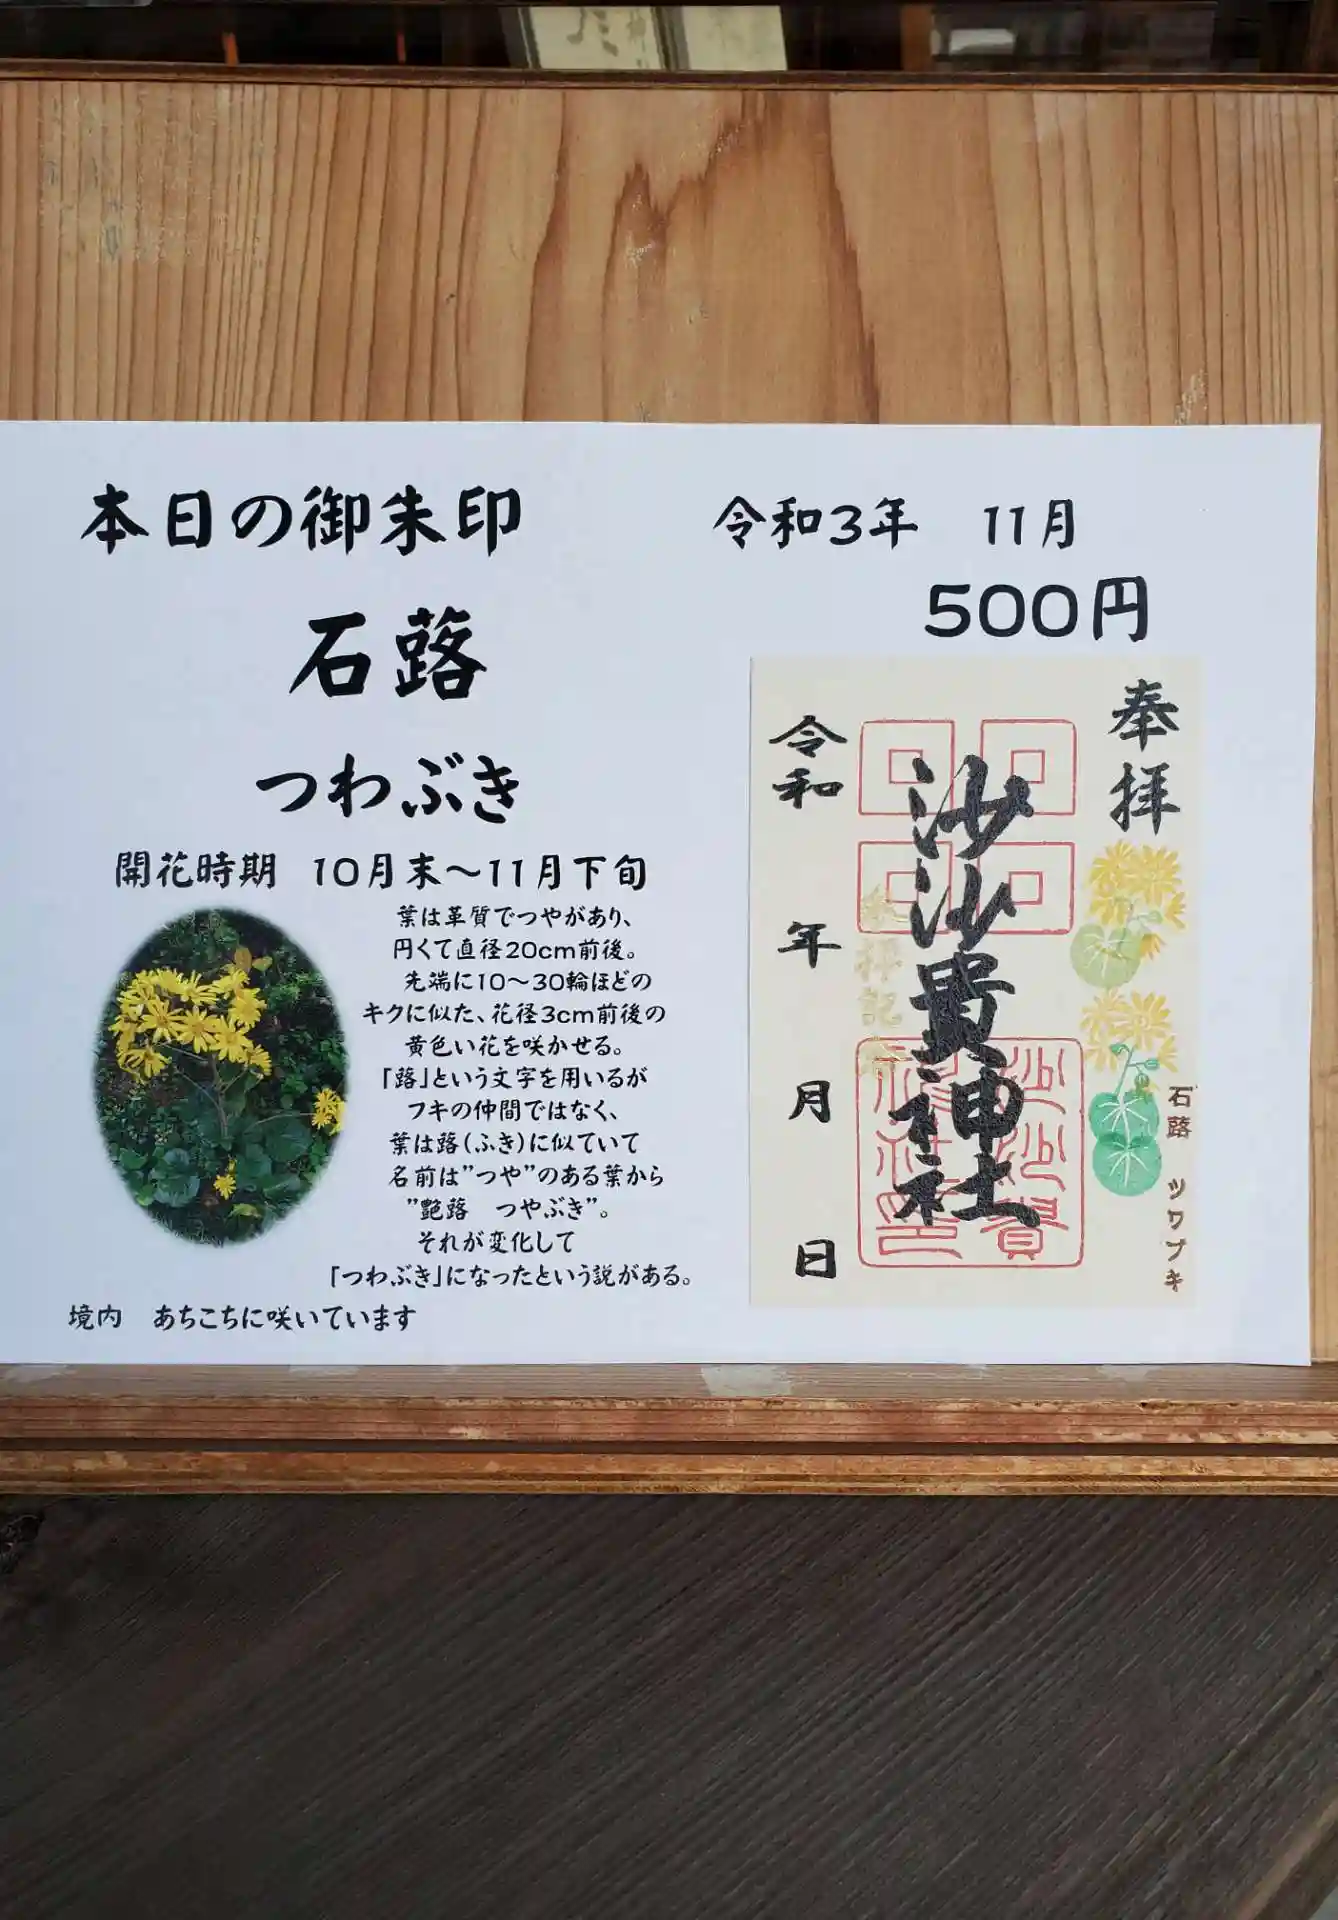 本日の御朱印
石蕗
つわぶき
開花時期　10月末～11月下旬
葉は革質でつやがあり、
円くて直径20cm前後。
先端に10～30輪ほどの
キクに似た、花径3cm前後の
黄色い花を咲かせる。
「蕗」という文字を用いるが
フキの仲間ではなく、
葉は蕗(ふき)に似ていて
名前は”つや”のある葉から
”艶蕗　つやぶき”。
それが変化して
「つわぶき」になったという説がある。
境内　あちこちに咲いています
令和3年　11月
500円
奉拝
石蕗　ツワブキ
沙沙貴神社
令和　年　月　日